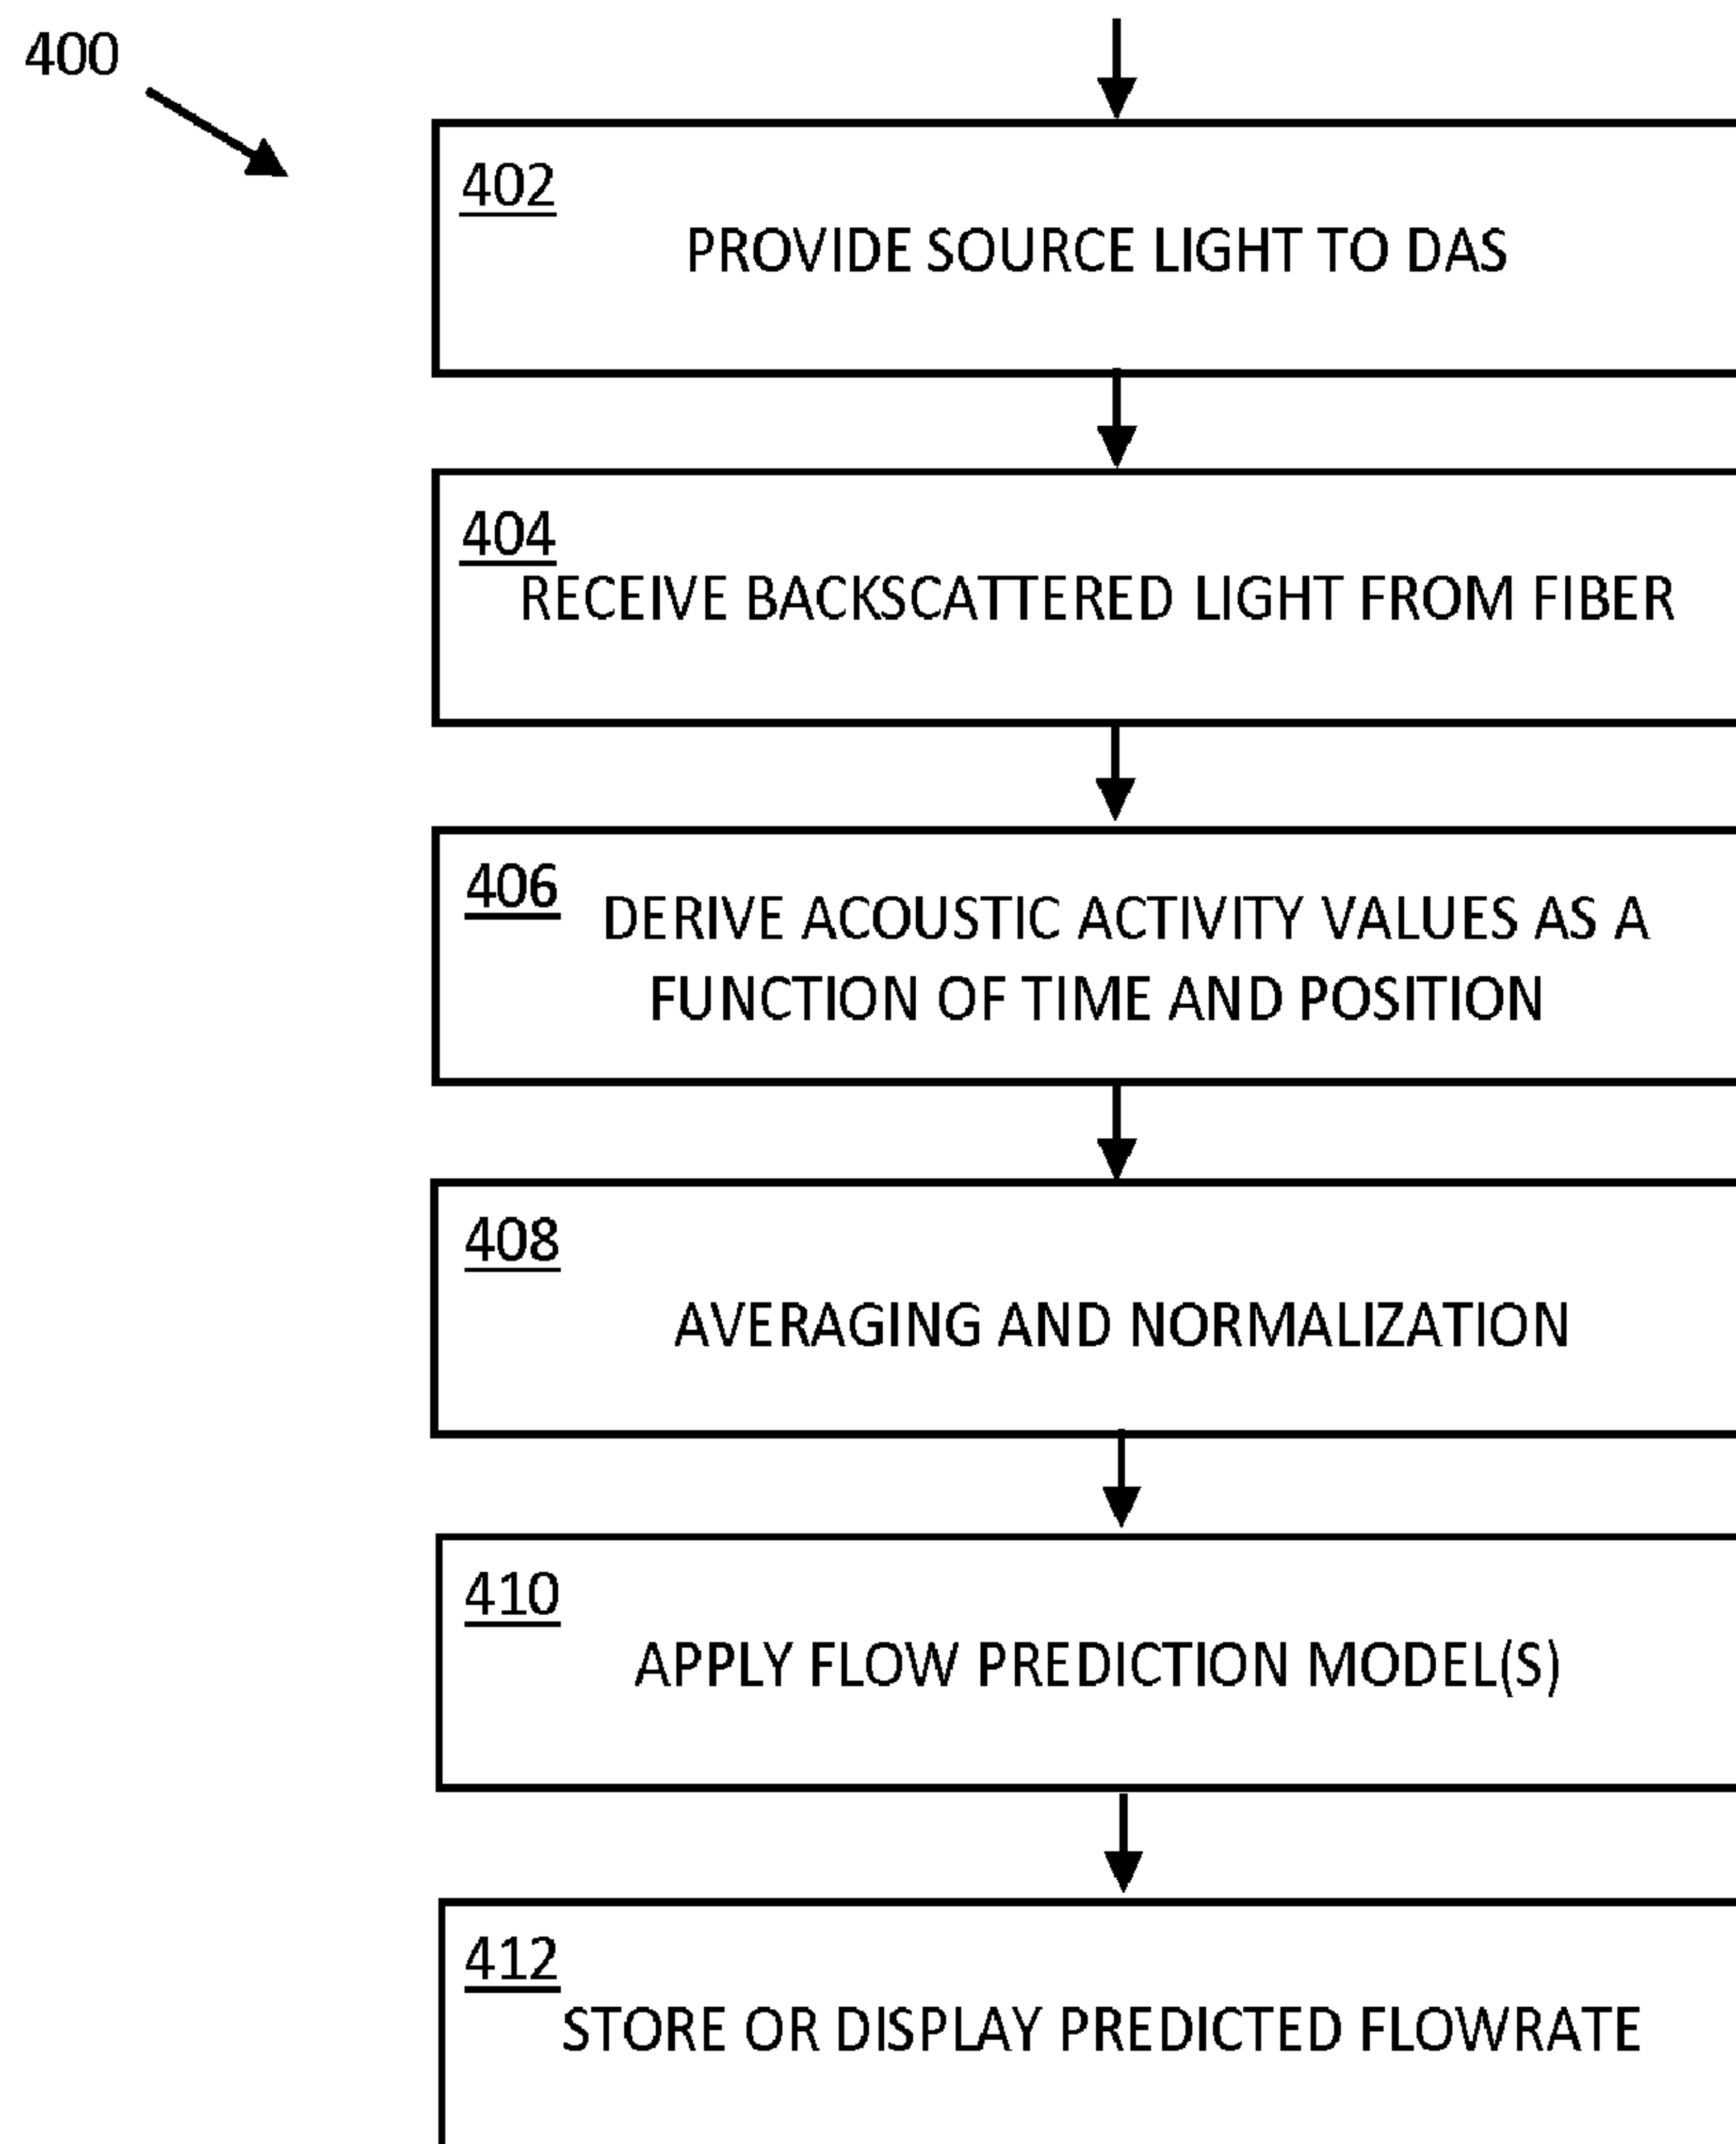 400
402
PROVIDE SOURCE LIGHT TO DAS
404
RECEIVE BACKSCATTERED LIGHT FROM FIBER
406
DERIVE ACOUSTIC ACTIVITY VALUES AS A
FUNCTION OF TIME AND POSITION
408
AVERAGING AND NORMALIZATION
410
APPLY FLOW PREDICTION MODEL(S)
412
STORE OR DISPLAY PREDICTED FLOWRATE